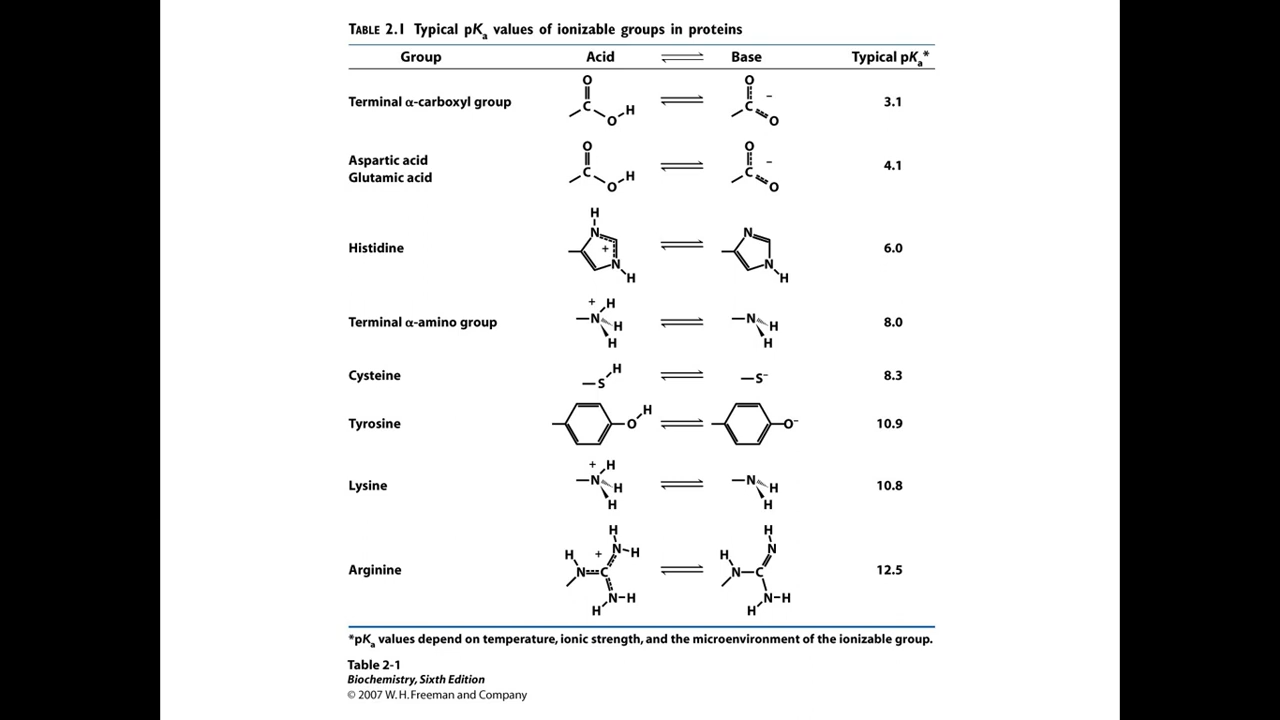 TABLE 2.1 Typical pKa values of ionizable groups in proteins
Group Acid ⇌ Base Typical pKa*
Terminal α-carboxyl group 3.1
O O −
C C
O H O
Aspartic acid
Glutamic acid 4.1
O O −
C C
O H O
Histidine 6.0
H
N N
+
N N
H H
Terminal α-amino group 8.0
+ H
N H N H
H H
Cysteine 8.3
H
S S−
Tyrosine 10.9
H
O O−
Lysine 10.8
+ H
N H N H
H H
Arginine 12.5
H H
H + N H H N
N C N C
N H N H
H H
*pKa values depend on temperature, ionic strength, and the microenvironment of the ionizable group.
Table 2-1
Biochemistry, Sixth Edition
© 2007 W. H. Freeman and Company